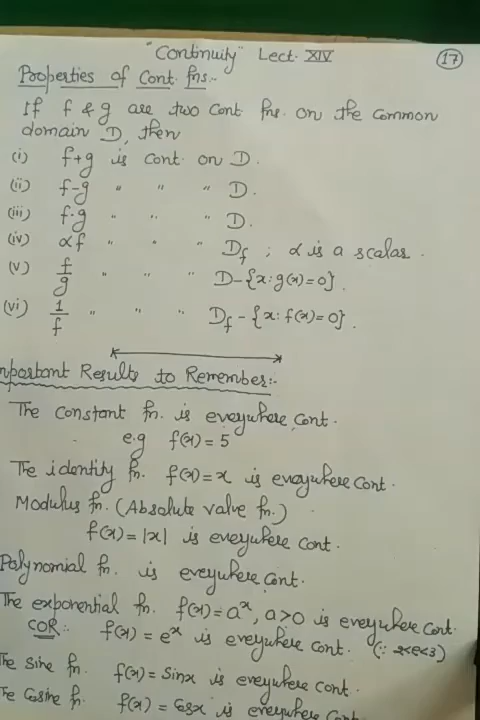 "Continuity" Lect. XIV
17
Properties of Cont. fns.-
If f & g are two cont fns. on the common
domain D, then
(i) f+g is cont. on D.
(ii) f-g " " " D.
(iii) f.g " " " D.
(iv) αf " " " Df ; α is a scalar.
(v) f/g " " " D-{x: g(x)=0}.
(vi) 1/f " " " Df - {x: f(x)=0}.
mportant Results to Remember:-
The constant fn. is everywhere cont.
e.g f(x) = 5
The identity fn. f(x)=x is everywhere cont.
Modulus fn. (Absolute value fn.)
f(x) = |x| is everywhere cont.
Polynomial fn. is everywhere cont.
The exponential fn. f(x)=a^x, a>0 is everywhere cont.
COR:. f(x) = e^x is everywhere cont. (∵ 2<e<3)
The Sine fn. f(x) = Sinx is everywhere cont.
The Cosine fn. f(x) = Cosx is everywhere cont